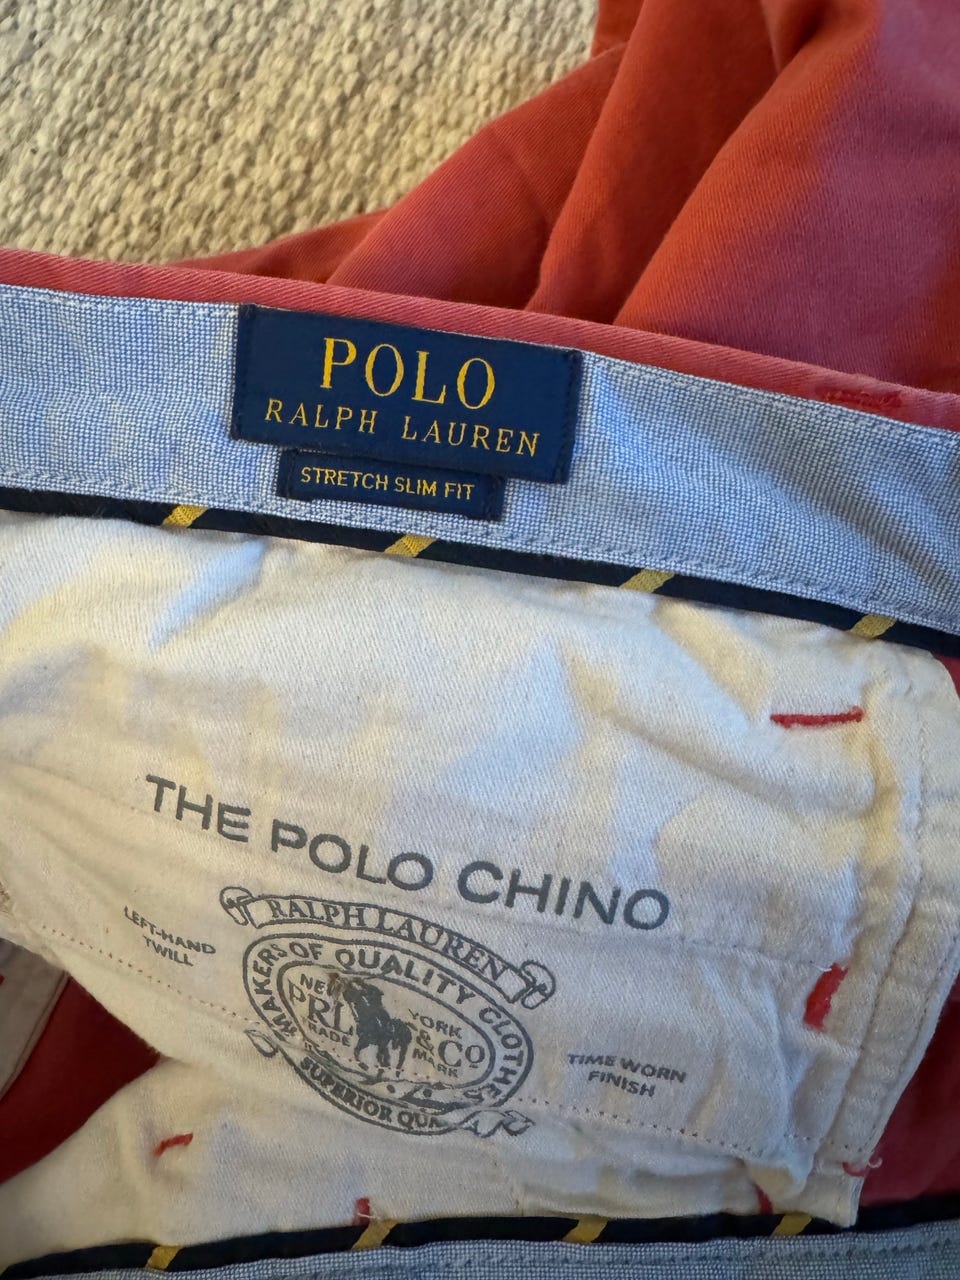 POLO
RALPH LAUREN
STRETCH SLIM FIT
THE POLO CHINO
RALPH LAUREN
LEFT-HAND
TWILL
MAKERS OF QUALITY CLOTHES
NEW YORK
PRL & Co
TRADE MARK
SUPERIOR
TIME WORN
FINISH